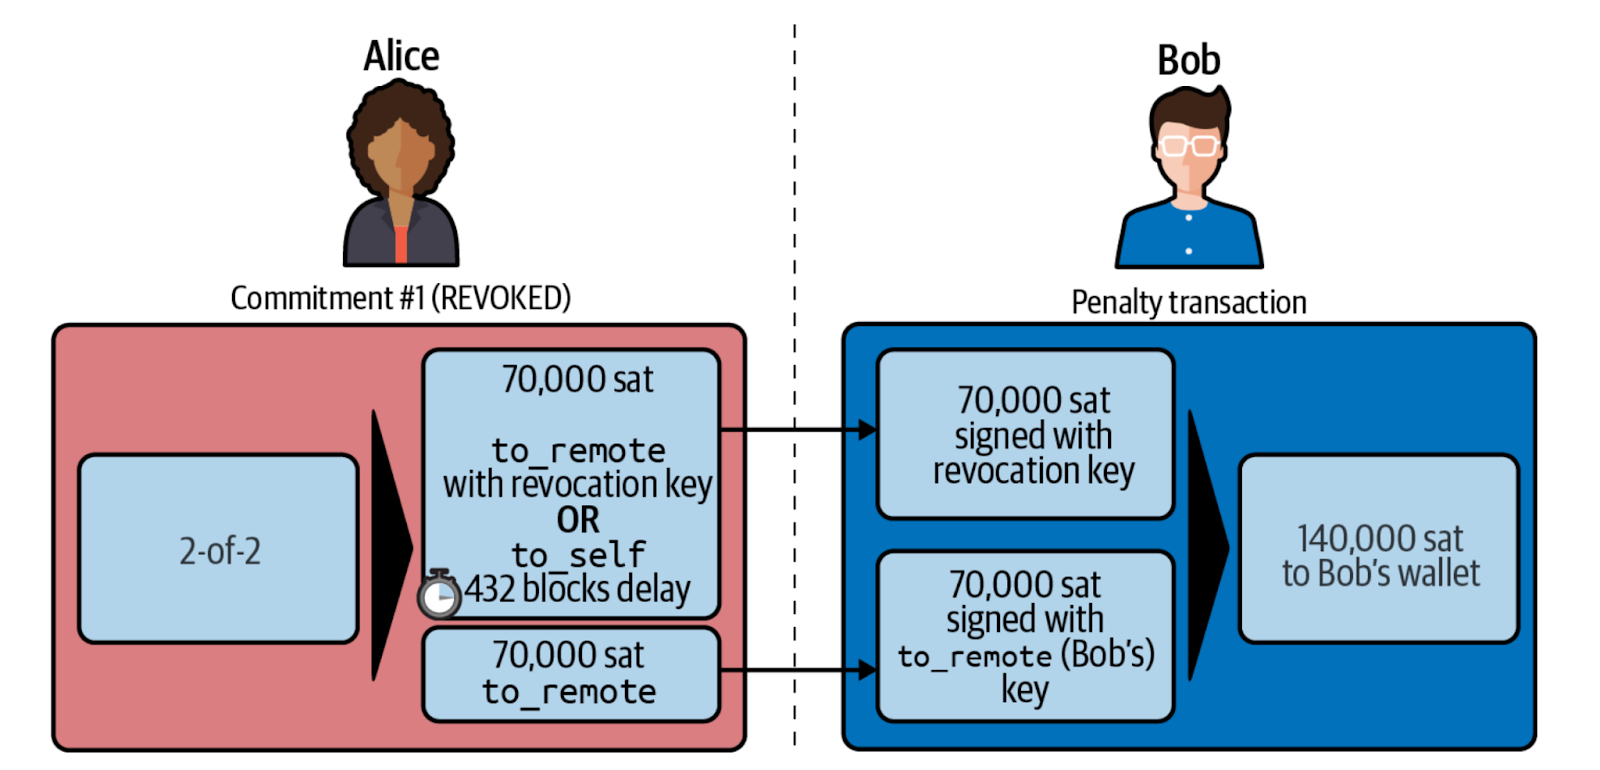 Alice
Commitment #1 (REVOKED)
2-of-2
70,000 sat
to_remote
with revocation key
OR
to_self
432 blocks delay
70,000 sat
to_remote
Bob
Penalty transaction
70,000 sat
signed with
revocation key
70,000 sat
signed with
to_remote (Bob's)
key
140,000 sat
to Bob's wallet